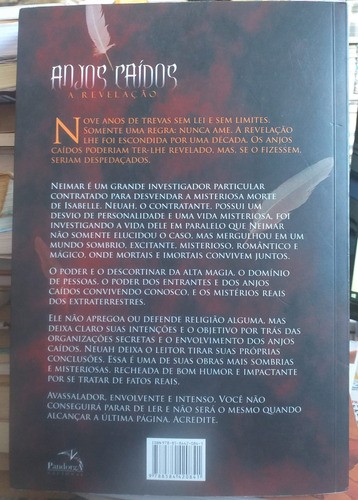 ANJOS CAÍDOS
A REVELAÇÃO
NOVE ANOS DE TREVAS SEM LEI E SEM LIMITES.
SOMENTE UMA REGRA: NUNCA AME. A REVELAÇÃO
LHE FOI ESCONDIDA POR UMA DÉCADA. OS ANJOS
CAÍDOS PODERIAM TER-LHE REVELADO, MAS, SE O FIZESSEM,
SERIAM DESPEDAÇADOS.
NEIMAR É UM GRANDE INVESTIGADOR PARTICULAR
CONTRATADO PARA DESVENDAR A MISTERIOSA MORTE
DE ISABELLE. NEUAH, O CONTRATANTE, POSSUI UM
DESVIO DE PERSONALIDADE E UMA VIDA MISTERIOSA, FOI
INVESTIGANDO A VIDA DELE EM PARALELO QUE NEIMAR
NÃO SOMENTE ELUCIDOU O CASO, MAS MERGULHOU EM UM
MUNDO SOMBRIO, EXCITANTE, MISTERIOSO, ROMÂNTICO E
MÁGICO, ONDE MORTAIS E IMORTAIS CONVIVEM JUNTOS.
O PODER E O DESCORTINAR DA ALTA MAGIA, O DOMÍNIO
DE PESSOAS, O PODER DOS ENTRANTES E DOS ANJOS
CAÍDOS CONVIVENDO CONOSCO, E OS MISTÉRIOS REAIS
DOS EXTRATERRESTRES.
ELE NÃO APREGOA OU DEFENDE RELIGIÃO ALGUMA, MAS
DEIXA CLARO SUAS INTENÇÕES E O OBJETIVO POR TRÁS DAS
ORGANIZAÇÕES SECRETAS E O ENVOLVIMENTO DOS ANJOS
CAÍDOS. NEUAH DEIXA O LEITOR TIRAR SUAS PRÓPRIAS
CONCLUSÕES. ESSA É UMA DE SUAS OBRAS MAIS SOMBRIAS
E MISTERIOSAS, RECHEADA DE BOM HUMOR E IMPACTANTE
POR SE TRATAR DE FATOS REAIS.
AVASSALADOR, ENVOLVENTE E INTENSO. VOCÊ NÃO
CONSEGUIRÁ PARAR DE LER E NÃO SERÁ O MESMO QUANDO
ALCANÇAR A ÚLTIMA PÁGINA. ACREDITE.
Pandorga